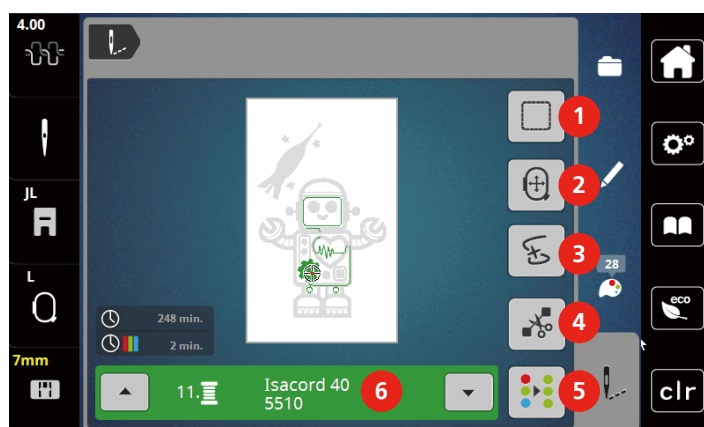 4.00
JL
L
7mm
1
2
3
4
5
6
248 min.
2 min.
11.
Isacord 40
5510
28
eco
clr